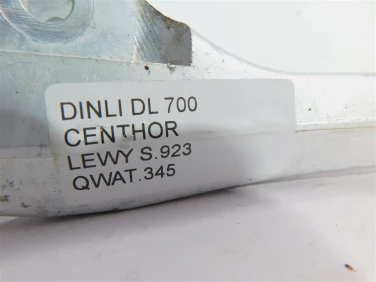 DINLI DL 700
CENTHOR
LEWY S.923
QWAT.345